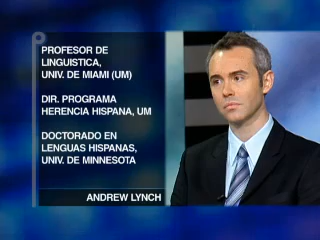 PROFESOR DE
LINGUISTICA,
UNIV. DE MIAMI (UM)
DIR. PROGRAMA
HERENCIA HISPANA, UM
DOCTORADO EN
LENGUAS HISPANAS,
UNIV. DE MINNESOTA
ANDREW LYNCH